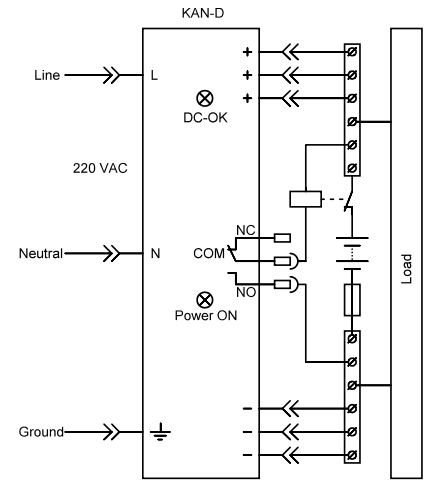 KAN-D
Line
L
+
+
+
DC-OK
220 VAC
NC
Neutral
N
COM
NO
Power ON
Load
Ground
−
−
−